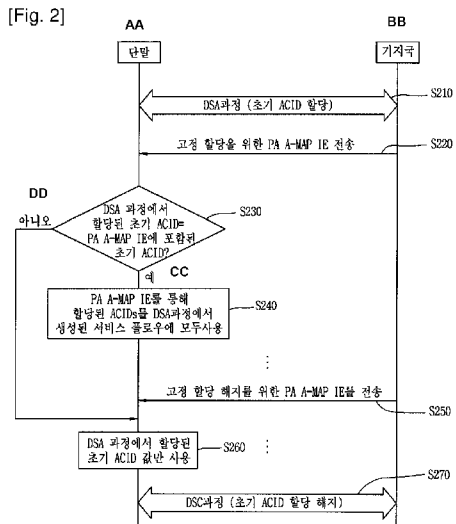 [Fig. 2]
AA
BB
단말
기지국
DSA과정 (초기 ACID 할당)
S210
고정 할당을 위한 PA A-MAP IE 전송
S220
DD
아니오
DSA 과정에서
할당된 초기 ACID=
PA A-MAP IE에 포함된
초기 ACID?
S230
예
CC
PA A-MAP IE를 통해
할당된 ACIDs를 DSA과정에서
생성된 서비스 플로우에 모두사용
S240
고정 할당 해지를 위한 PA A-MAP IE를 전송
S250
DSA 과정에서 할당된
초기 ACID 값만 사용
S260
S270
DSC과정 (초기 ACID 할당 해지)